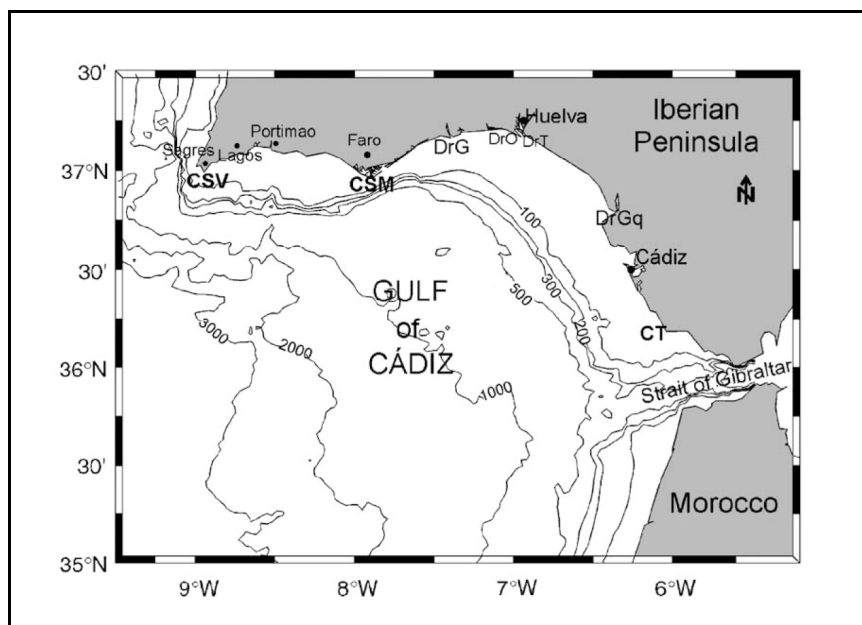 30'
Iberian
Peninsula
Huelva
Portimao
Faro
DrO
DrT
DrG
Sagres
Lagos
37°N
CSV
CSM
N
100
DrGq
30'
Cádiz
300
500
GULF
of
CÁDIZ
200
3000
2000
CT
36°N
1000
Strait of Gibraltar
30'
Morocco
35°N
9°W
8°W
7°W
6°W